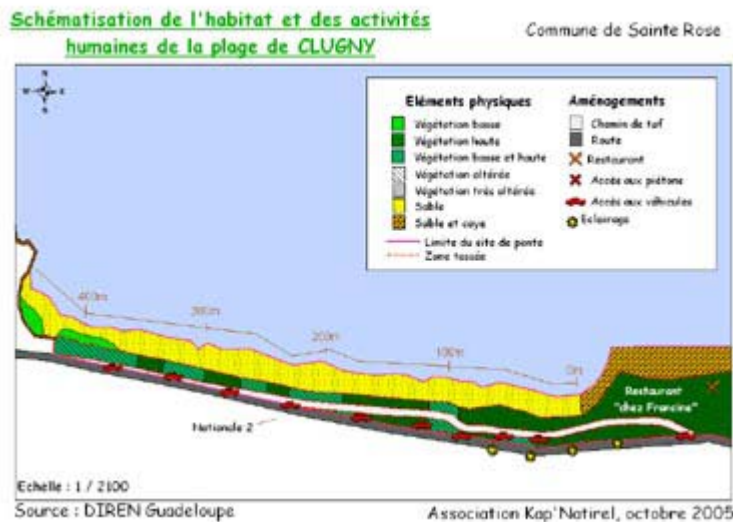 Schématisation de l'habitat et des activités
humaines de la plage de CLUGNY
Commune de Sainte Rose
N
W
E
S
Eléments physiques
Végétation basse
Végétation haute
Végétation basse et haute
Végétation altérée
Végétation très altérée
Sable
Sable et caye
Limite du site de ponte
Zone tassée
Aménagements
Chemin de tuf
Route
Restaurant
Accès aux piétons
Accès aux véhicules
Eclairage
400m
300m
200m
100m
0m
Restaurant
"chez Francine"
Nationale 2
Echelle : 1 / 2100
Source : DIREN Guadeloupe
Association Kap'Natirel, octobre 2005